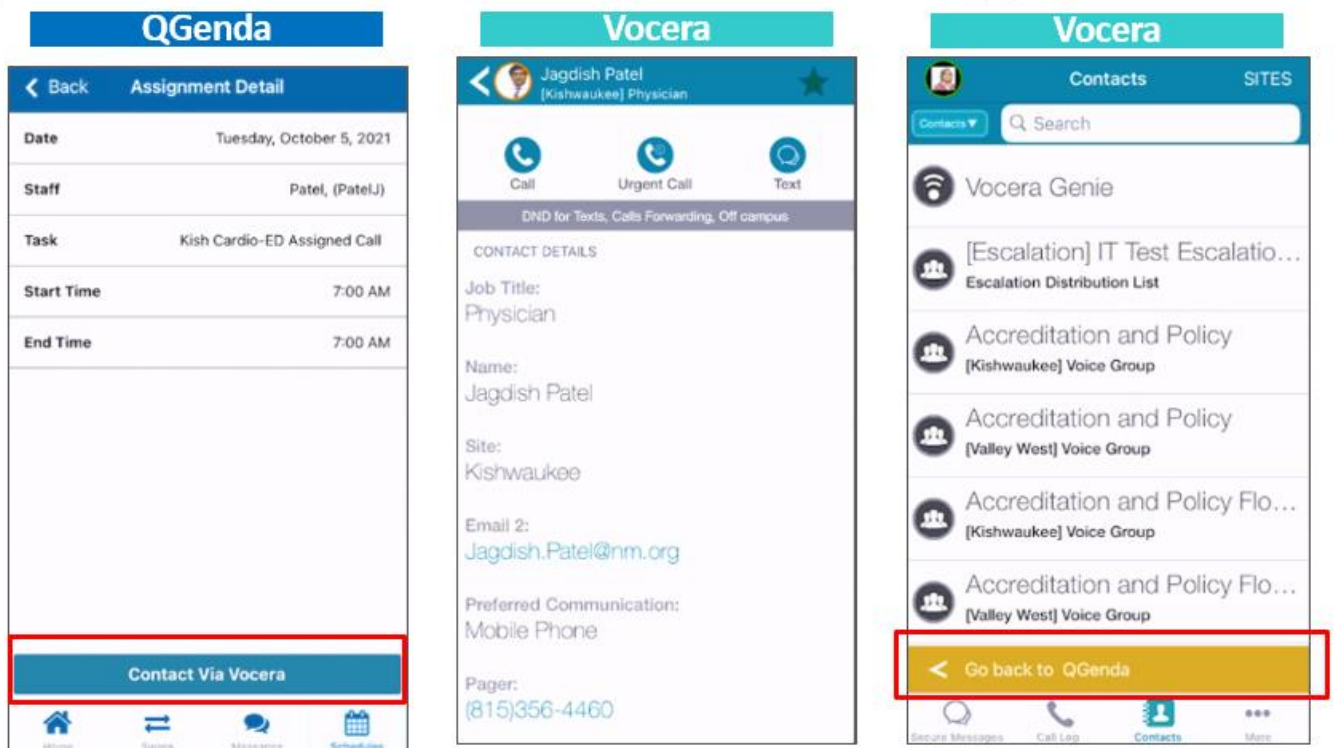 QGenda
Back Assignment Detail
Date Tuesday, October 5, 2021
Staff Patel, (PatelJ)
Task Kish Cardio-ED Assigned Call
Start Time 7:00 AM
End Time 7:00 AM
Contact Via Vocera
Home Swaps Messages Schedules
Vocera
Jagdish Patel
[Kishwaukee] Physician
Call Urgent Call Text
DND for Texts, Calls Forwarding, Off campus
CONTACT DETAILS
Job Title:
Physician
Name:
Jagdish Patel
Site:
Kishwaukee
Email 2:
Jagdish.Patel@nm.org
Preferred Communication:
Mobile Phone
Pager:
(815)356-4460
Vocera
Contacts SITES
Contacts▼ Search
Vocera Genie
[Escalation] IT Test Escalatio...
Escalation Distribution List
Accreditation and Policy
[Kishwaukee] Voice Group
Accreditation and Policy
[Valley West] Voice Group
Accreditation and Policy Flo...
[Kishwaukee] Voice Group
Accreditation and Policy Flo...
[Valley West] Voice Group
Go back to QGenda
Secure Messages Call Log Contacts More